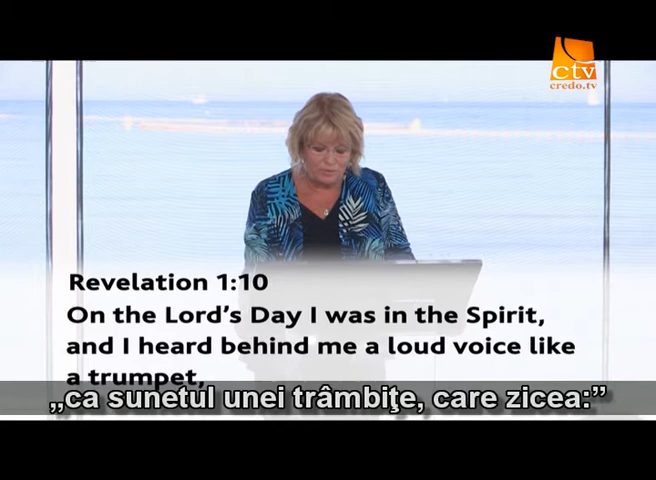 ctv
credo.tv
Revelation 1:10
On the Lord's Day I was in the Spirit,
and I heard behind me a loud voice like
a trumpet,
„ca sunetul unei trâmbiţe, care zicea:”